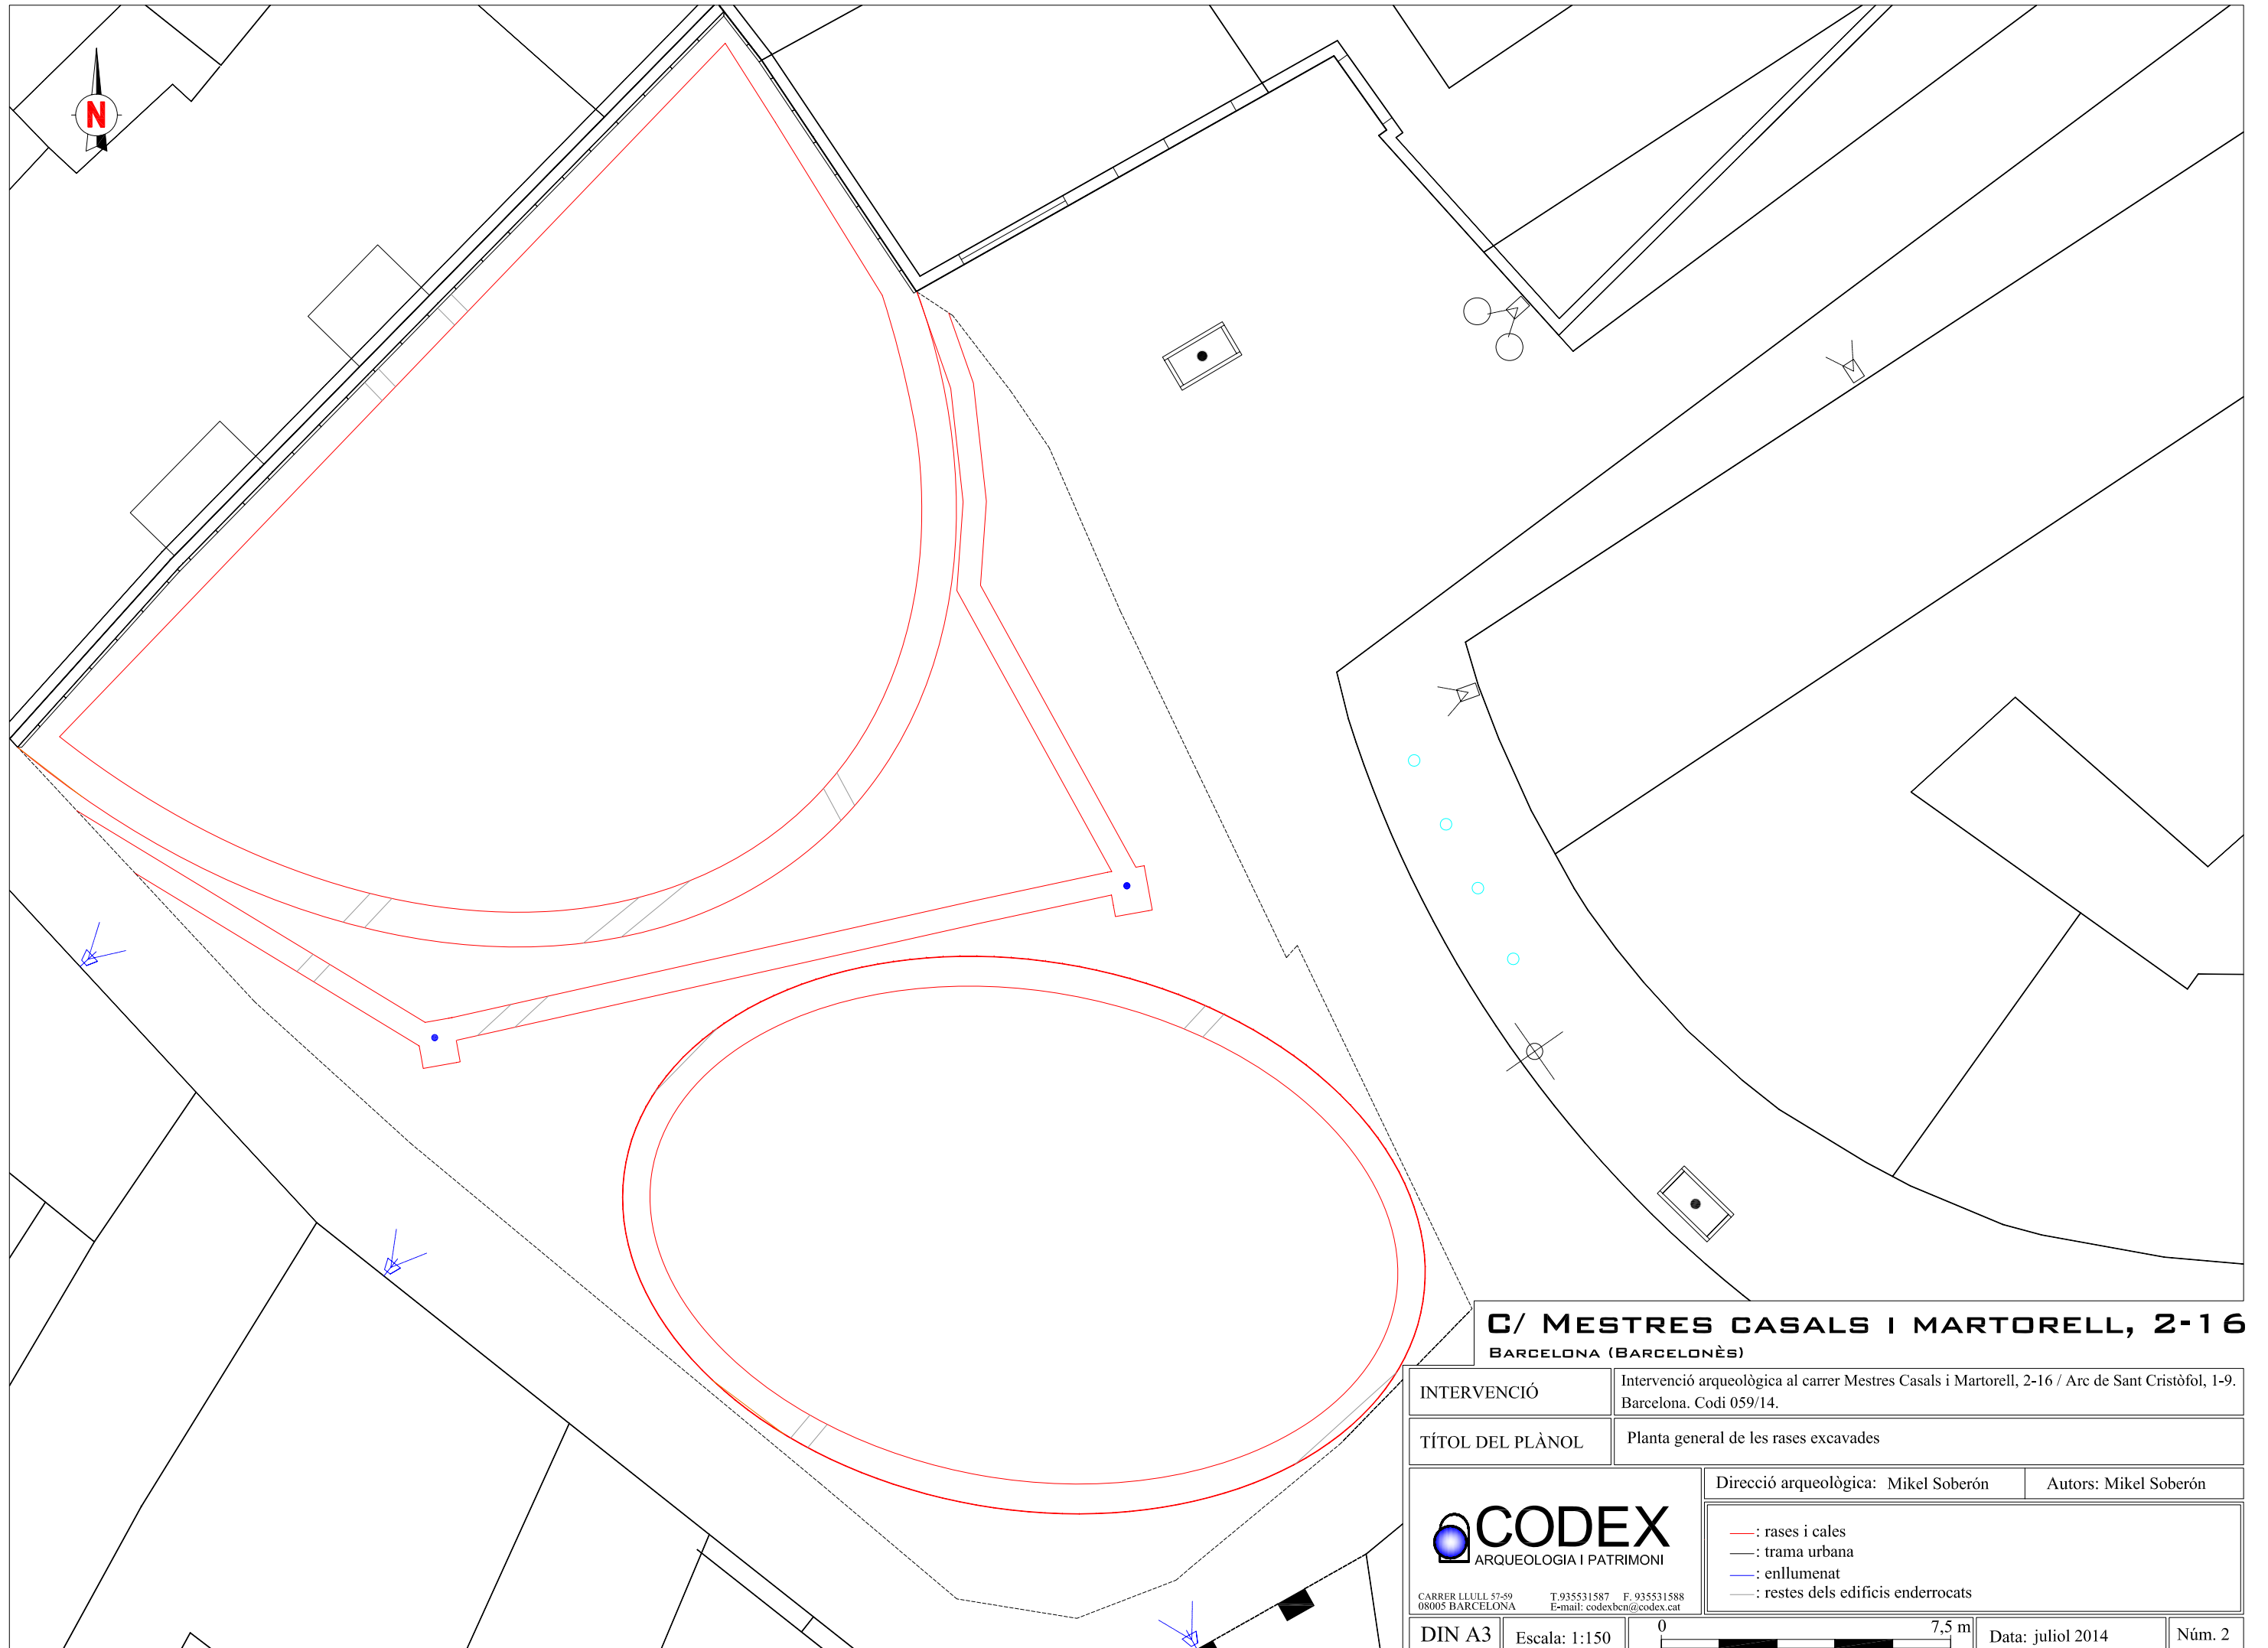 N
C/ MESTRES CASALS I MARTORELL, 2-16
BARCELONA (BARCELONÈS)
INTERVENCIÓ
Intervenció arqueològica al carrer Mestres Casals i Martorell, 2-16 / Arc de Sant Cristòfol, 1-9.
Barcelona. Codi 059/14.
TÍTOL DEL PLÀNOL
Planta general de les rases excavades
Direcció arqueològica: Mikel Soberón
Autors: Mikel Soberón
CODEX
ARQUEOLOGIA I PATRIMONI
CARRER LLULL 57-59
08005 BARCELONA
T.935531587 F. 935531588
E-mail: codexbcn@codex.cat
: rases i cales
: trama urbana
: enllumenat
: restes dels edificis enderrocats
DIN A3
Escala: 1:150
0 7,5 m
Data: juliol 2014
Núm. 2